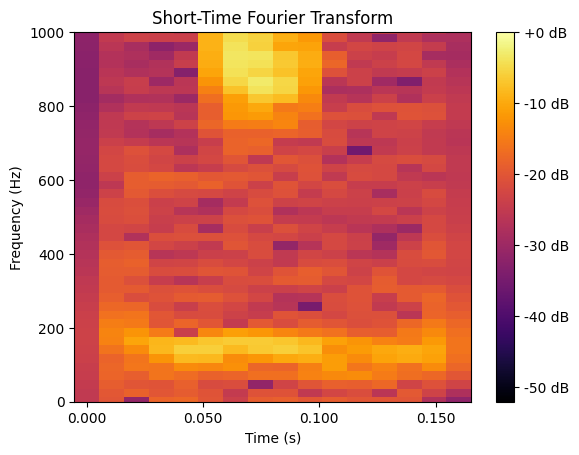 Short-Time Fourier Transform
1000
800
600
400
200
0
Frequency (Hz)
0.000
0.050
0.100
0.150
Time (s)
+0 dB
-10 dB
-20 dB
-30 dB
-40 dB
-50 dB